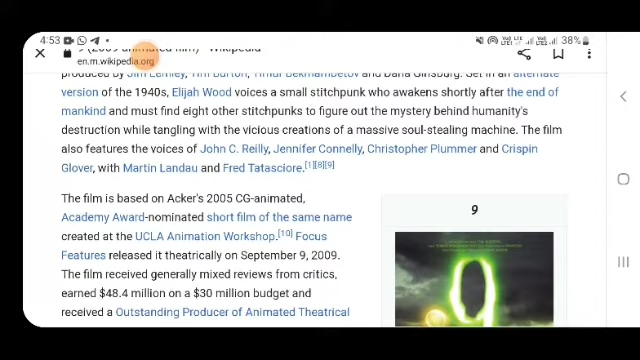 4:53
38%
9 (2009 animated film) - Wikipedia
en.m.wikipedia.org
produced by Jim Lemley, Tim Burton, Timur Bekmambetov and Dana Ginsburg. Set in an alternate
version of the 1940s, Elijah Wood voices a small stitchpunk who awakens shortly after the end of
mankind and must find eight other stitchpunks to figure out the mystery behind humanity's
destruction while tangling with the vicious creations of a massive soul-stealing machine. The film
also features the voices of John C. Reilly, Jennifer Connelly, Christopher Plummer and Crispin
Glover, with Martin Landau and Fred Tatasciore.[1][8][9]
The film is based on Acker's 2005 CG-animated,
Academy Award-nominated short film of the same name
created at the UCLA Animation Workshop.[10] Focus
Features released it theatrically on September 9, 2009.
The film received generally mixed reviews from critics,
earned $48.4 million on a $30 million budget and
received a Outstanding Producer of Animated Theatrical
9
9